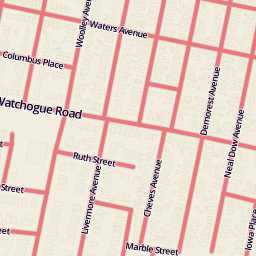 Woolley Aven
Waters Avenue
Columbus Place
Watchogue Road
Demorest Avenue
Neal Dow Avenue
Ruth Street
Livermore Avenue
Cheves Avenue
Street
Iowa Place
Marble Street